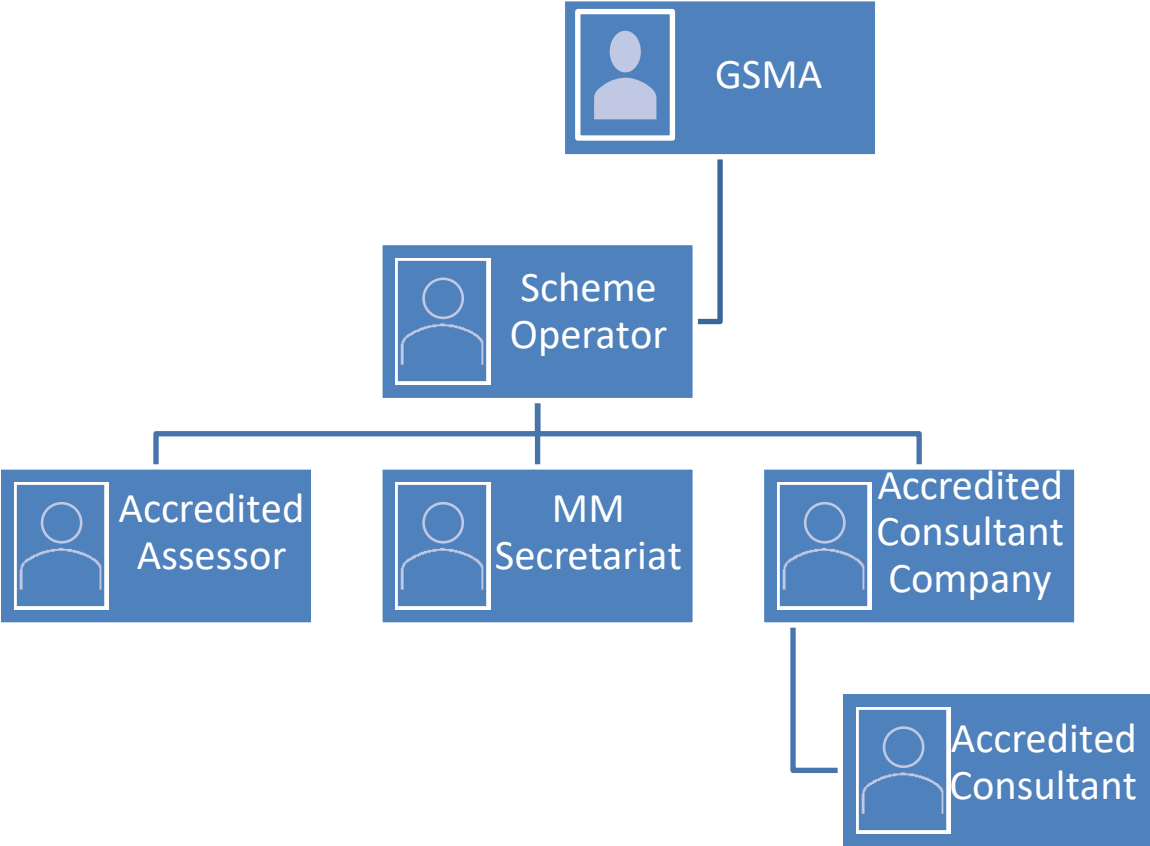 GSMA
Scheme
Operator
Accredited
Assessor
MM
Secretariat
Accredited
Consultant
Company
Accredited
Consultant